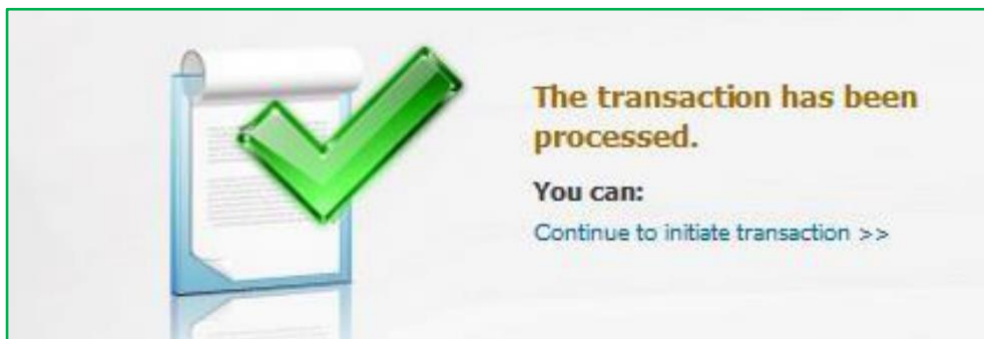 The transaction has been
processed.
You can:
Continue to initiate transaction >>